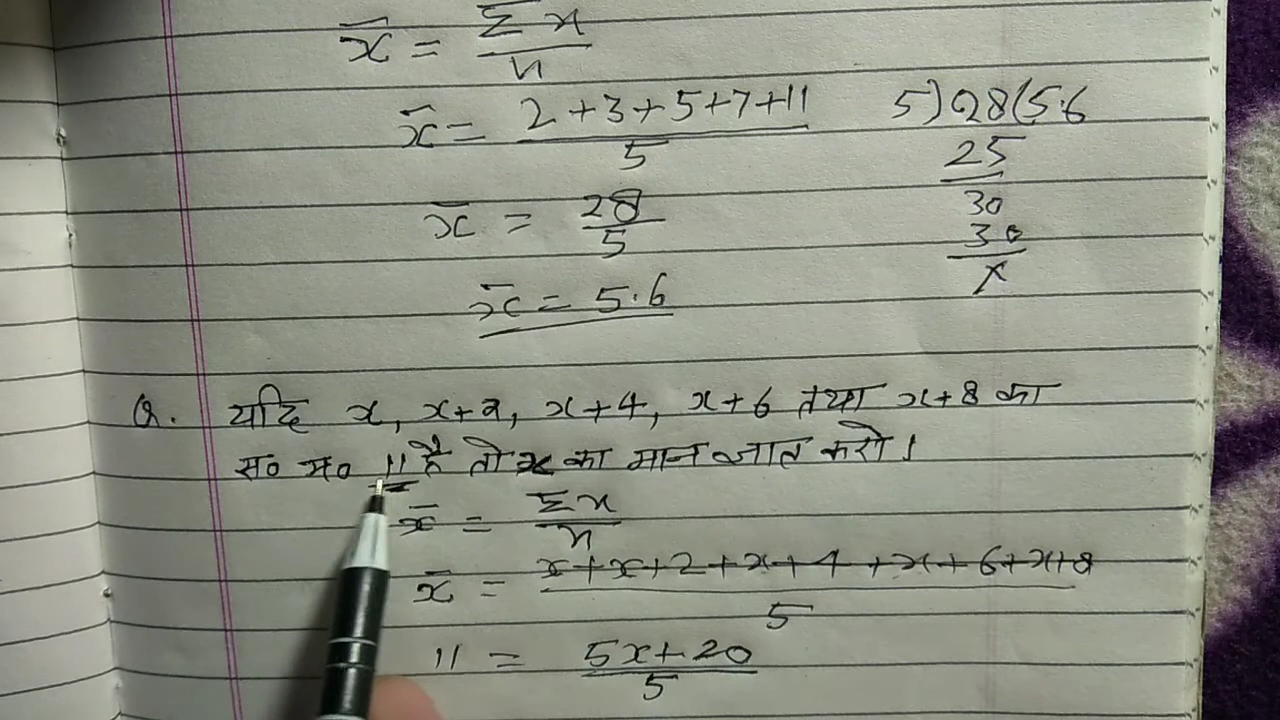 x̄ = Σx/n
x̄ = 2+3+5+7+11/5
5)28(5.6
25
30
30
x
x̄ = 28/5
x̄ = 5.6
Q. यदि x, x+2, x+4, x+6 तथा x+8 का
स० म० 11 है तो x का मान ज्ञात करो।
x̄ = Σx/n
x̄ = x+x+2+x+4+x+6+x+8/5
11 = 5x+20/5